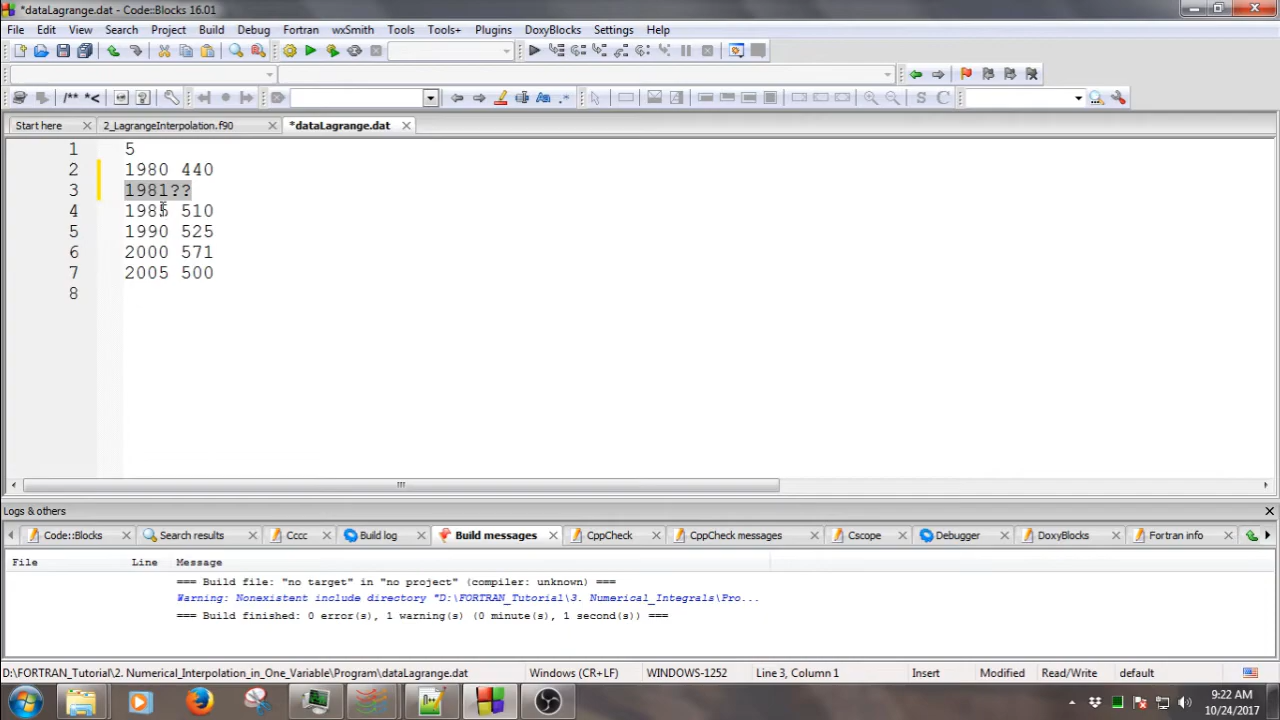 *dataLagrange.dat - Code::Blocks 16.01
File Edit View Search Project Build Debug Fortran wxSmith Tools Tools+ Plugins DoxyBlocks Settings Help
/** *< S C
Start here 2_LagrangeInterpolation.f90 *dataLagrange.dat
1 5
2 1980 440
3 1981??
4 1985 510
5 1990 525
6 2000 571
7 2005 500
8
Logs & others
Code::Blocks Search results Cccc Build log Build messages CppCheck CppCheck messages Cscope Debugger DoxyBlocks Fortran info
File Line Message
=== Build file: "no target" in "no project" (compiler: unknown) ===
Warning: Nonexistent include directory "D:\FORTRAN_Tutorial\3. Numerical_Integrals\Pro...
=== Build finished: 0 error(s), 1 warning(s) (0 minute(s), 1 second(s)) ===
D:\FORTRAN_Tutorial\2. Numerical_Interpolation_in_One_Variable\Program\dataLagrange.dat Windows (CR+LF) WINDOWS-1252 Line 3, Column 1 Insert Modified Read/Write default
9:22 AM
10/24/2017